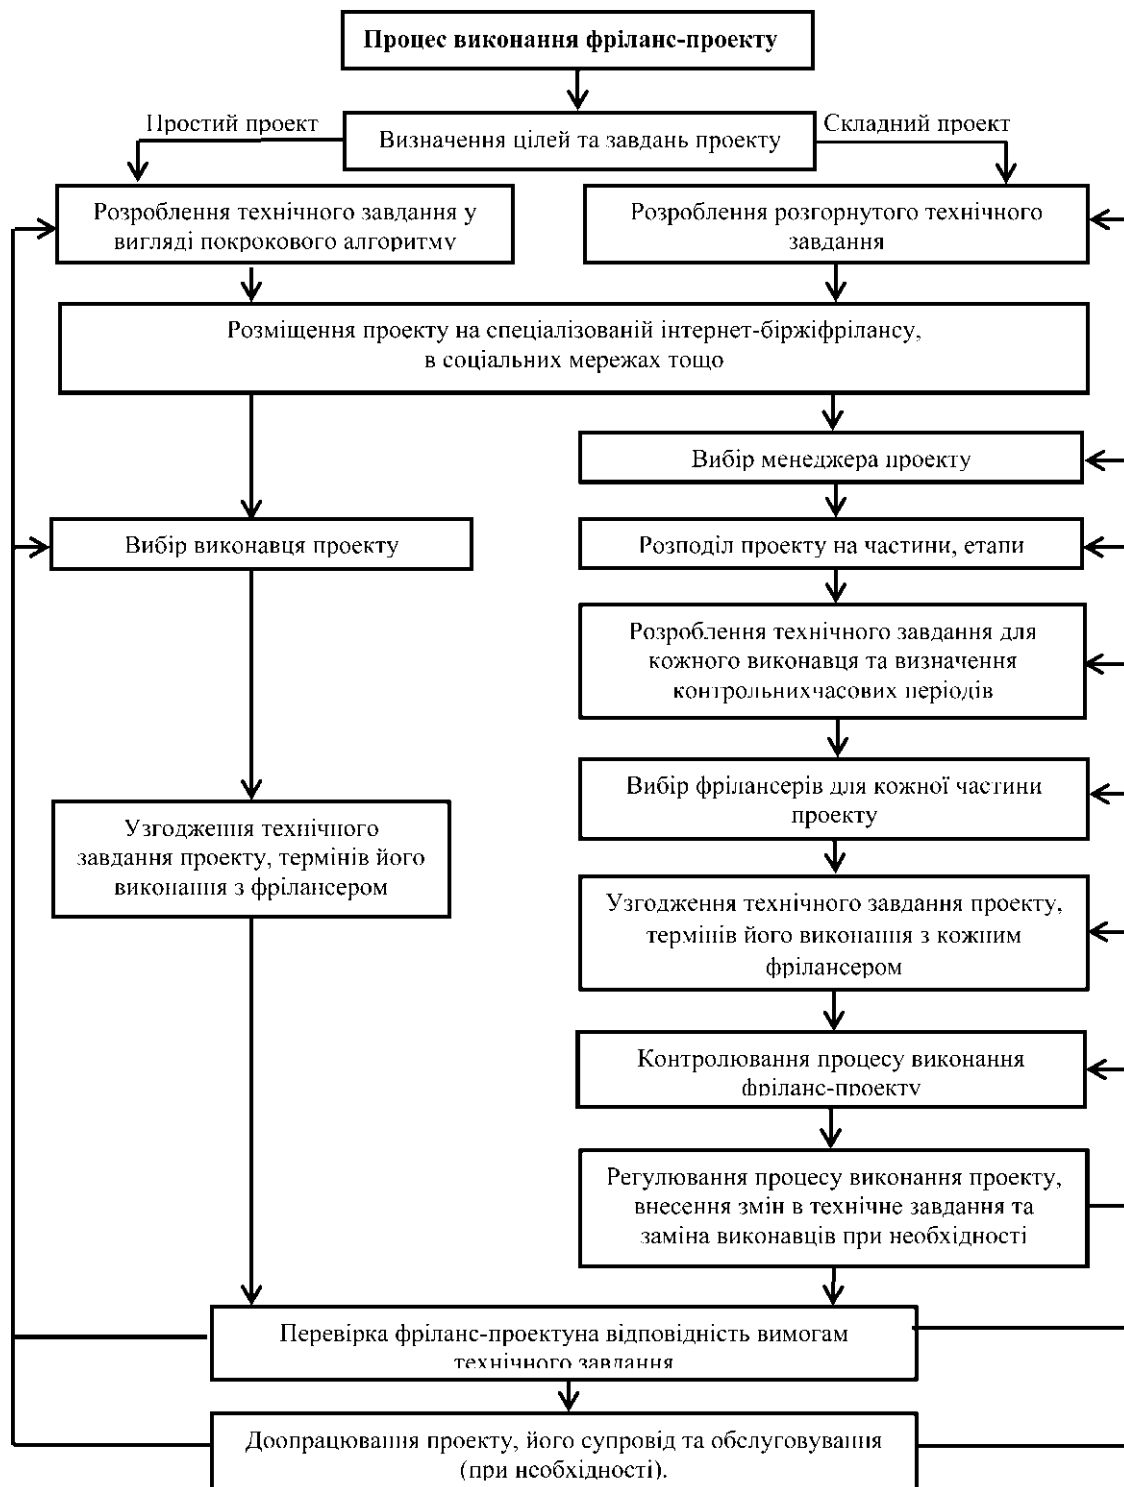 Процес виконання фріланс-проекту
Простий проект
Визначення цілей та завдань проекту
Складний проект
Розроблення технічного завдання у
вигляді покрокового алгоритму
Розроблення розгорнутого технічного
завдання
Розміщення проекту на спеціалізованій інтернет-біржіфрілансу,
в соціальних мережах тощо
Вибір менеджера проекту
Вибір виконавця проекту
Розподіл проекту на частини, етапи
Розроблення технічного завдання для
кожного виконавця та визначення
контрольнихчасових періодів
Вибір фрілансерів для кожної частини
проекту
Узгодження технічного
завдання проекту, термінів його
виконання з фрілансером
Узгодження технічного завдання проекту,
термінів його виконання з кожним
фрілансером
Контролювання процесу виконання
фріланс-проекту
Регулювання процесу виконання проекту,
внесення змін в технічне завдання та
заміна виконавців при необхідності
Перевірка фріланс-проектуна відповідність вимогам
технічного завдання
Доопрацювання проекту, його супровід та обслуговування
(при необхідності).